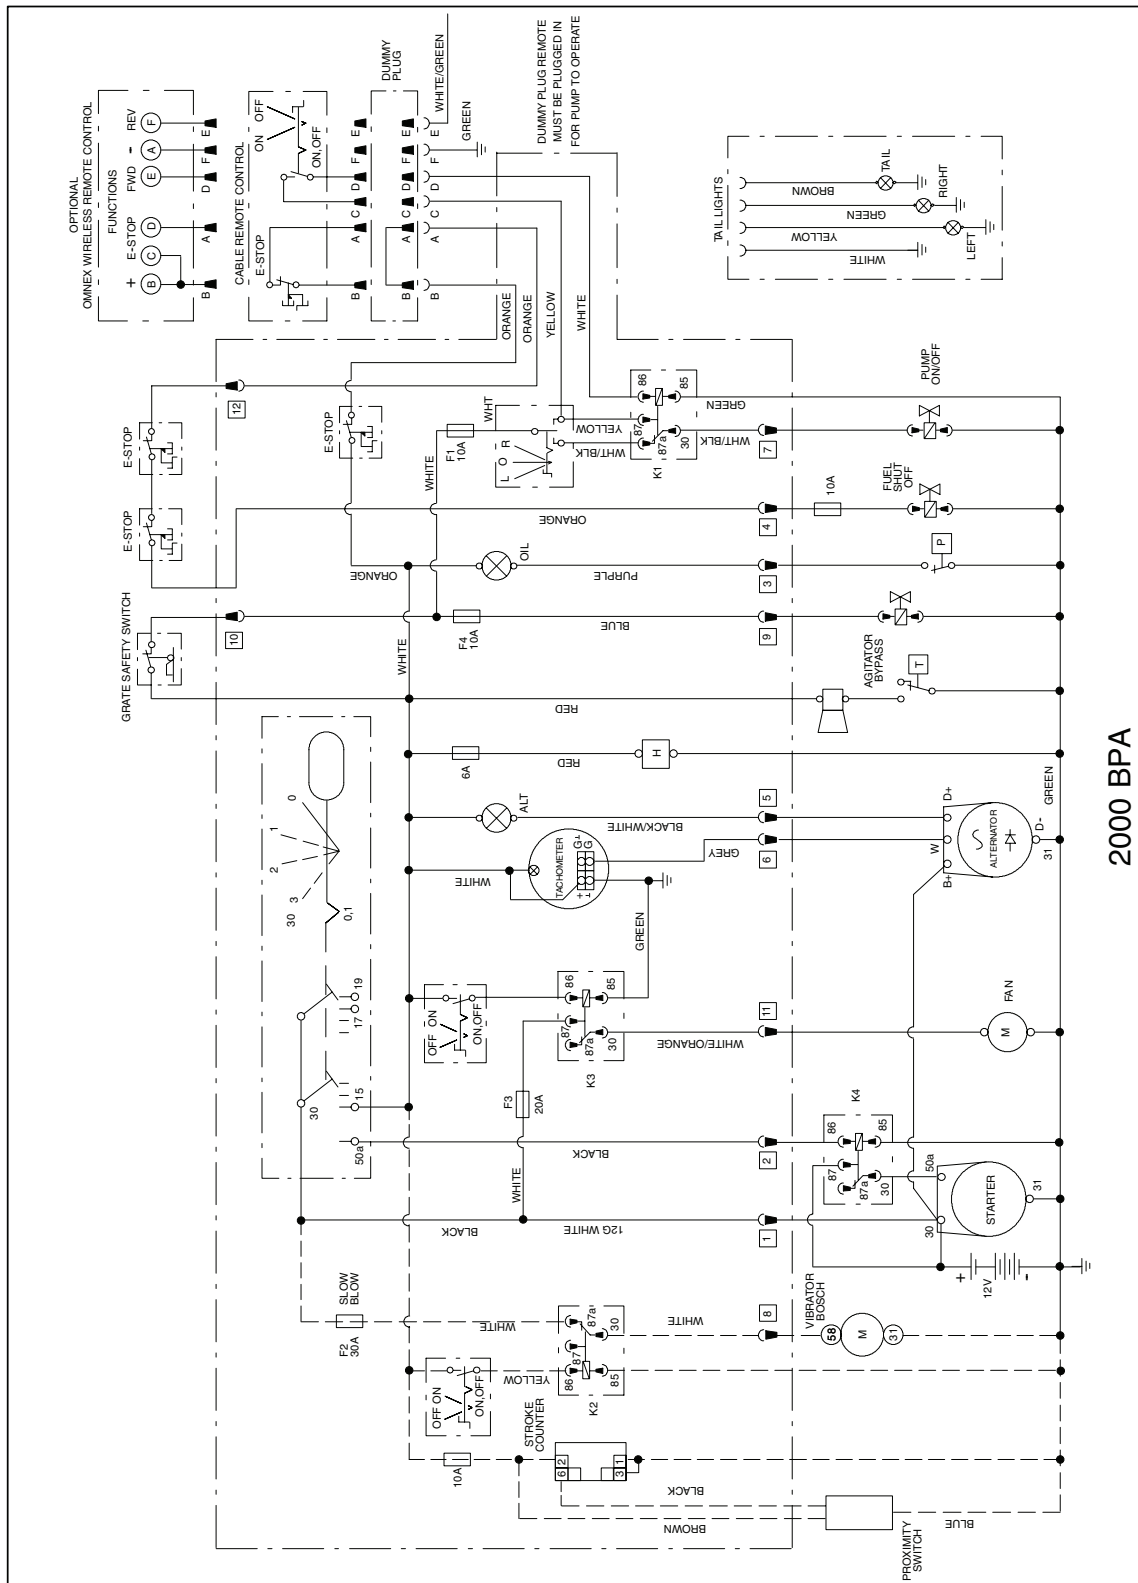 OPTIONAL
OMNEX WIRELESS REMOTE CONTROL
FUNCTIONS
+ E-STOP FWD - REV
B C D E A F
B A D F E
CABLE REMOTE CONTROL
E-STOP
ON OFF
ON,OFF
B A C D F E
DUMMY
PLUG
B A C D F E
B A C D F E
WHITE/GREEN
GREEN
DUMMY PLUG REMOTE
MUST BE PLUGGED IN
FOR PUMP TO OPERATE
ORANGE
ORANGE
YELLOW
WHITE
TAIL LIGHTS
WHITE
YELLOW
GREEN
BROWN
LEFT
RIGHT
TAIL
GRATE SAFETY SWITCH
E-STOP
E-STOP
E-STOP
10
12
WHITE
F1
10A
WHT
L O R
YELLOW
WHT/BLK
86
87
87a
85
30
K1
GREEN
WHT/BLK
7
PUMP
ON/OFF
ORANGE
4
10A
FUEL
SHUT
OFF
ORANGE
OIL
PURPLE
3
P
F4
10A
BLUE
9
WHITE
RED
AGITATOR
BYPASS
T
6A
RED
H
ALT
BLACK/WHITE
5
GREY
6
WHITE
TACHOMETER
+ G
G
GREEN
D+
W
B+
ALTERNATOR
D-
31
GREEN
0
1
2
3
30
0,1
30
19
17
15
50a
OFF ON
ON,OFF
86
87
87a
85
30
K3
WHITE/ORANGE
11
M
FAN
F3
20A
WHITE
BLACK
2
K4
86
87
87a
85
30
BLACK
12G WHITE
1
50a
30
STARTER
31
+
-
12V
SLOW
BLOW
F2
30A
WHITE
87a
87
30
86
85
K2
WHITE
8
VIBRATOR
BOSCH
58
M
31
OFF ON
ON,OFF
YELLOW
10A
STROKE
COUNTER
6 2
3 1
BLACK
BROWN
BLUE
PROXIMITY
SWITCH
2000 BPA